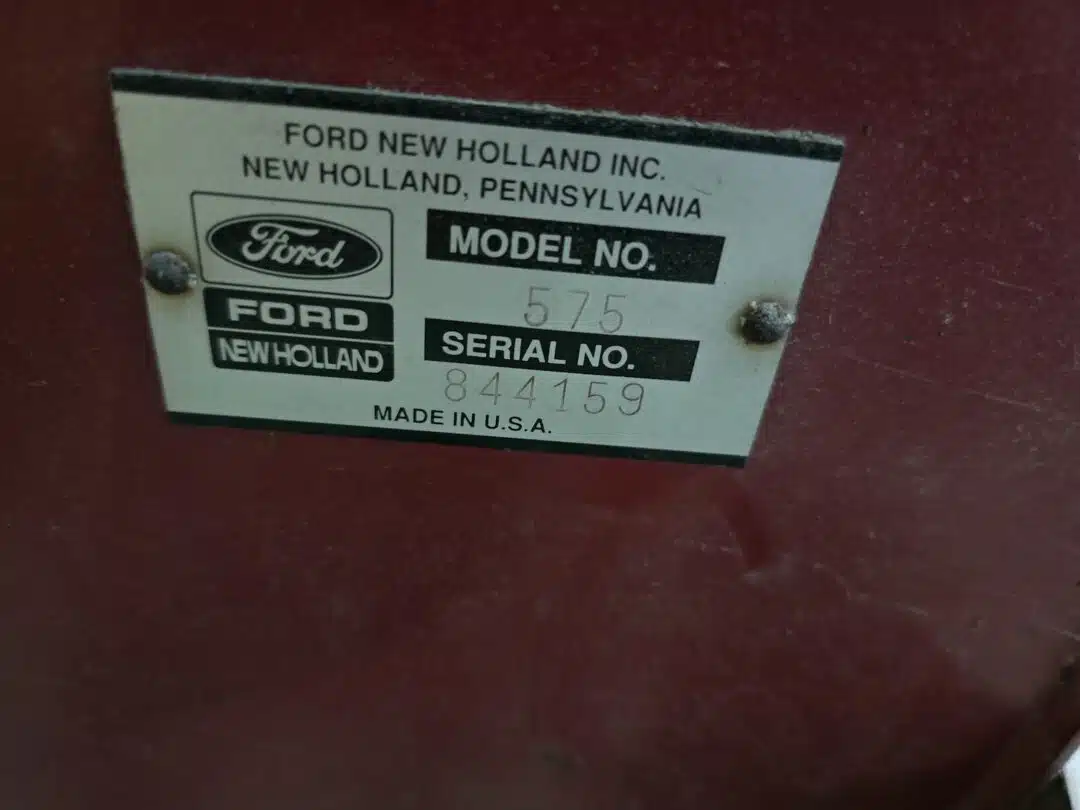 FORD NEW HOLLAND INC.
NEW HOLLAND, PENNSYLVANIA
Ford
FORD
NEW HOLLAND
MODEL NO.
575
SERIAL NO.
844159
MADE IN U.S.A.